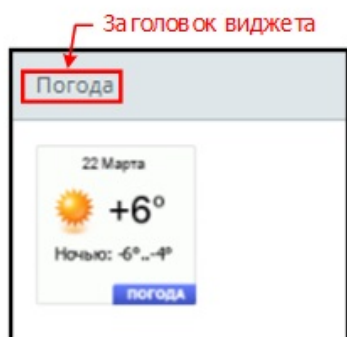 Заголовок виджета
Погода
22 Марта
+6°
Ночью: -6°..-4°
ПОГОДА